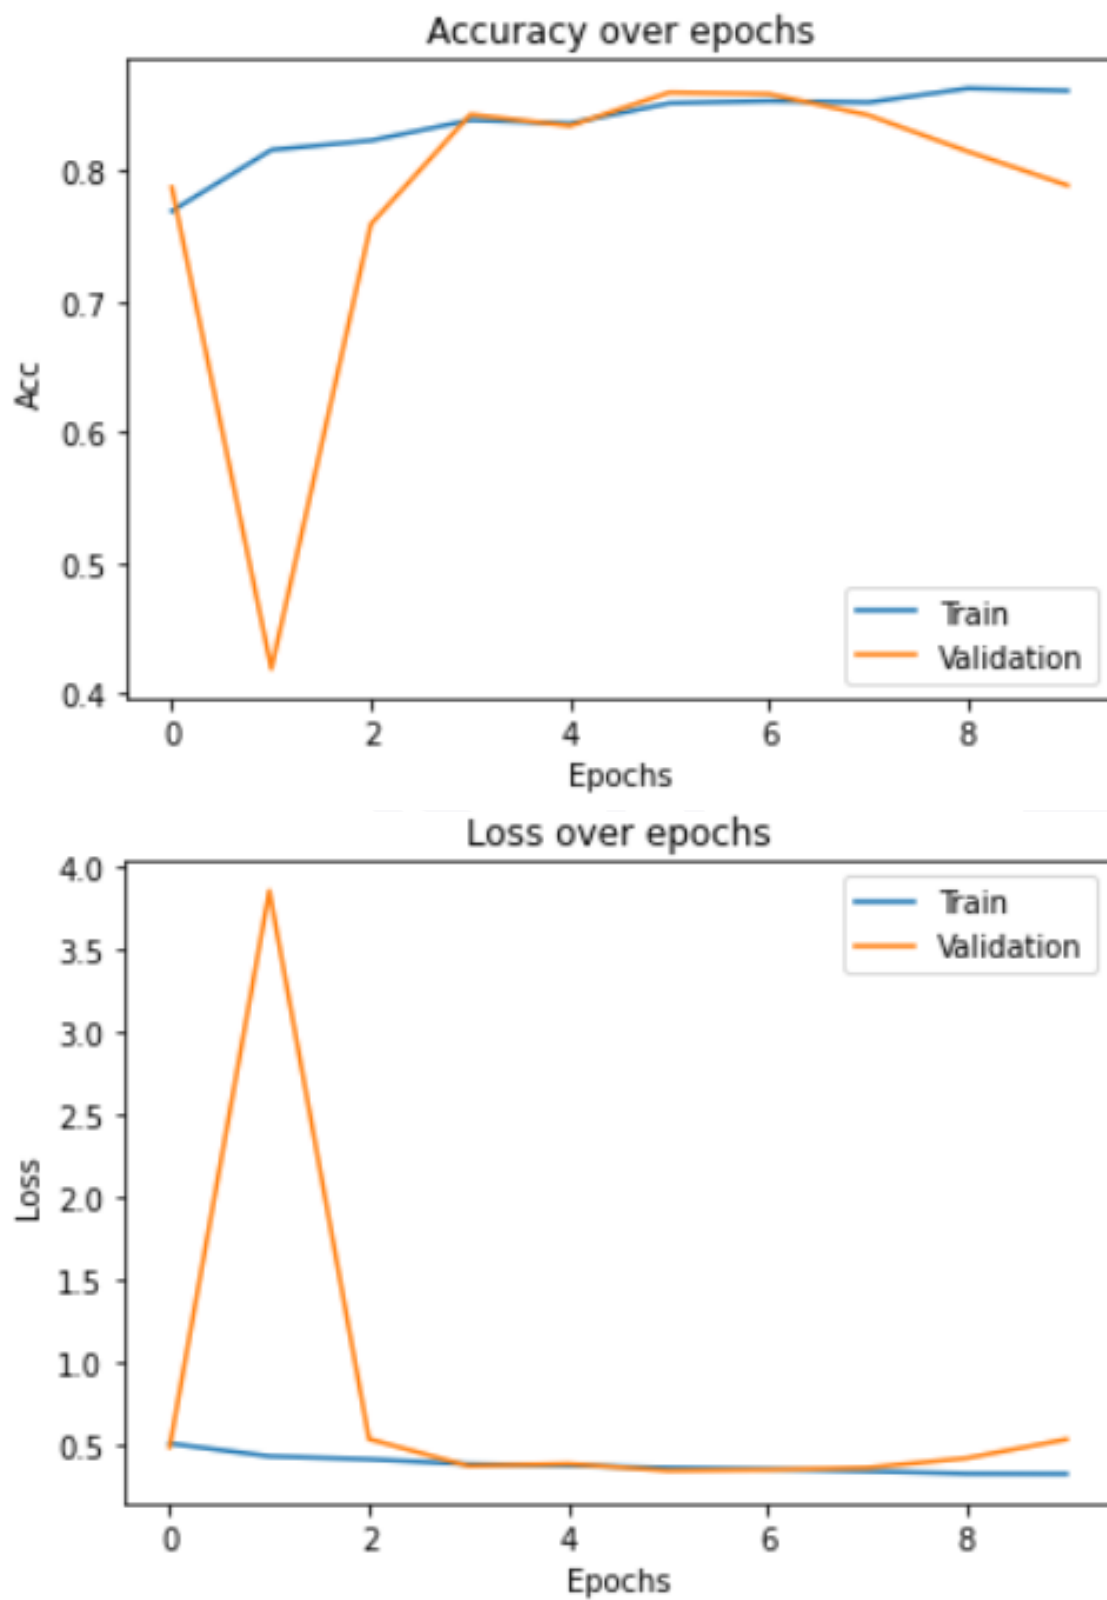 Accuracy over epochs
0.8
0.7
0.6
0.5
0.4
Acc
Train
Validation
0 2 4 6 8
Epochs
Loss over epochs
4.0
3.5
3.0
2.5
2.0
1.5
1.0
0.5
Loss
Train
Validation
0 2 4 6 8
Epochs